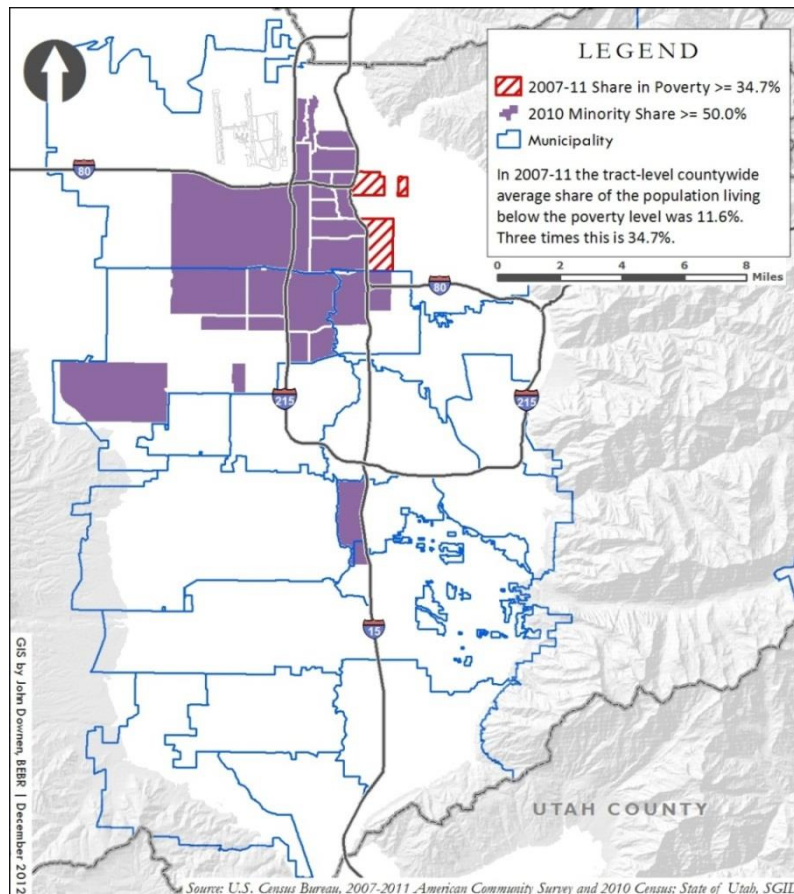 LEGEND
2007-11 Share in Poverty >= 34.7%
2010 Minority Share >= 50.0%
Municipality
In 2007-11 the tract-level countywide
average share of the population living
below the poverty level was 11.6%.
Three times this is 34.7%.
0 2 4 6 8
Miles
80
80
215
215
15
UTAH COUNTY
GIS by John Downen, BEBR | December 2012
Source: U.S. Census Bureau, 2007-2011 American Community Survey and 2010 Census; State of Utah, SGID